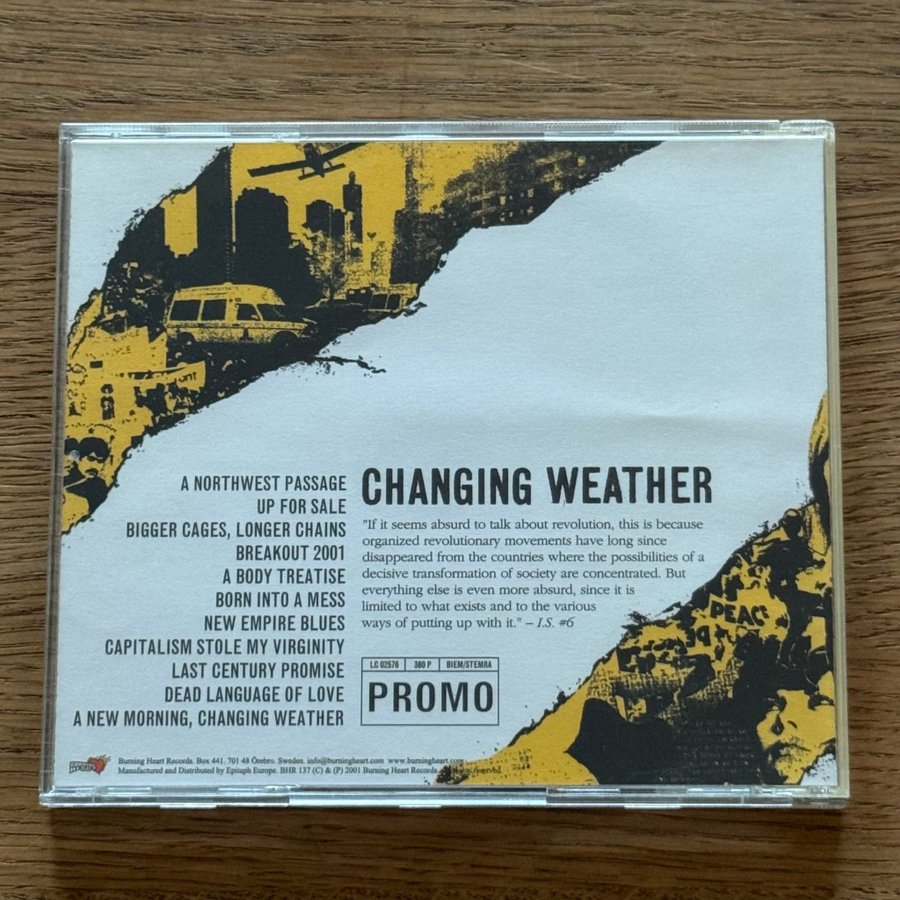 A NORTHWEST PASSAGE
UP FOR SALE
BIGGER CAGES, LONGER CHAINS
BREAKOUT 2001
A BODY TREATISE
BORN INTO A MESS
NEW EMPIRE BLUES
CAPITALISM STOLE MY VIRGINITY
LAST CENTURY PROMISE
DEAD LANGUAGE OF LOVE
A NEW MORNING, CHANGING WEATHER
CHANGING WEATHER
"If it seems absurd to talk about revolution, this is because
organized revolutionary movements have long since
disappeared from the countries where the possibilities of a
decisive transformation of society are concentrated. But
everything else is even more absurd, since it is
limited to what exists and to the various
ways of putting up with it." – I.S. #6
PEACE
LC 02576 380 P BIEM/STEMRA
PROMO
Burning Heart Records. Box 441. 701 48 Örebro. Sweden. info@burningheart.com www.burningheart.com
Manufactured and Distributed by Epitaph Europe. BHR 137 (C) & (P) 2001 Burning Heart Records. All rights reserved.